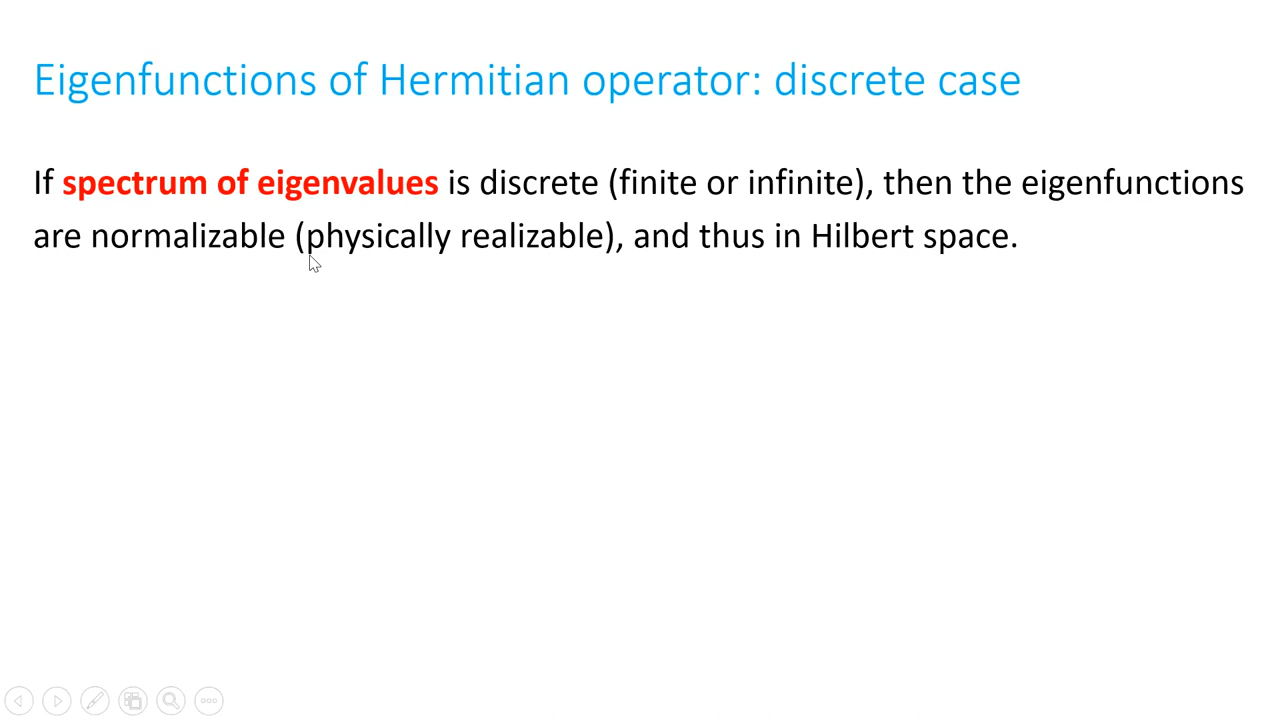 Eigenfunctions of Hermitian operator: discrete case
If spectrum of eigenvalues is discrete (finite or infinite), then the eigenfunctions
are normalizable (physically realizable), and thus in Hilbert space.